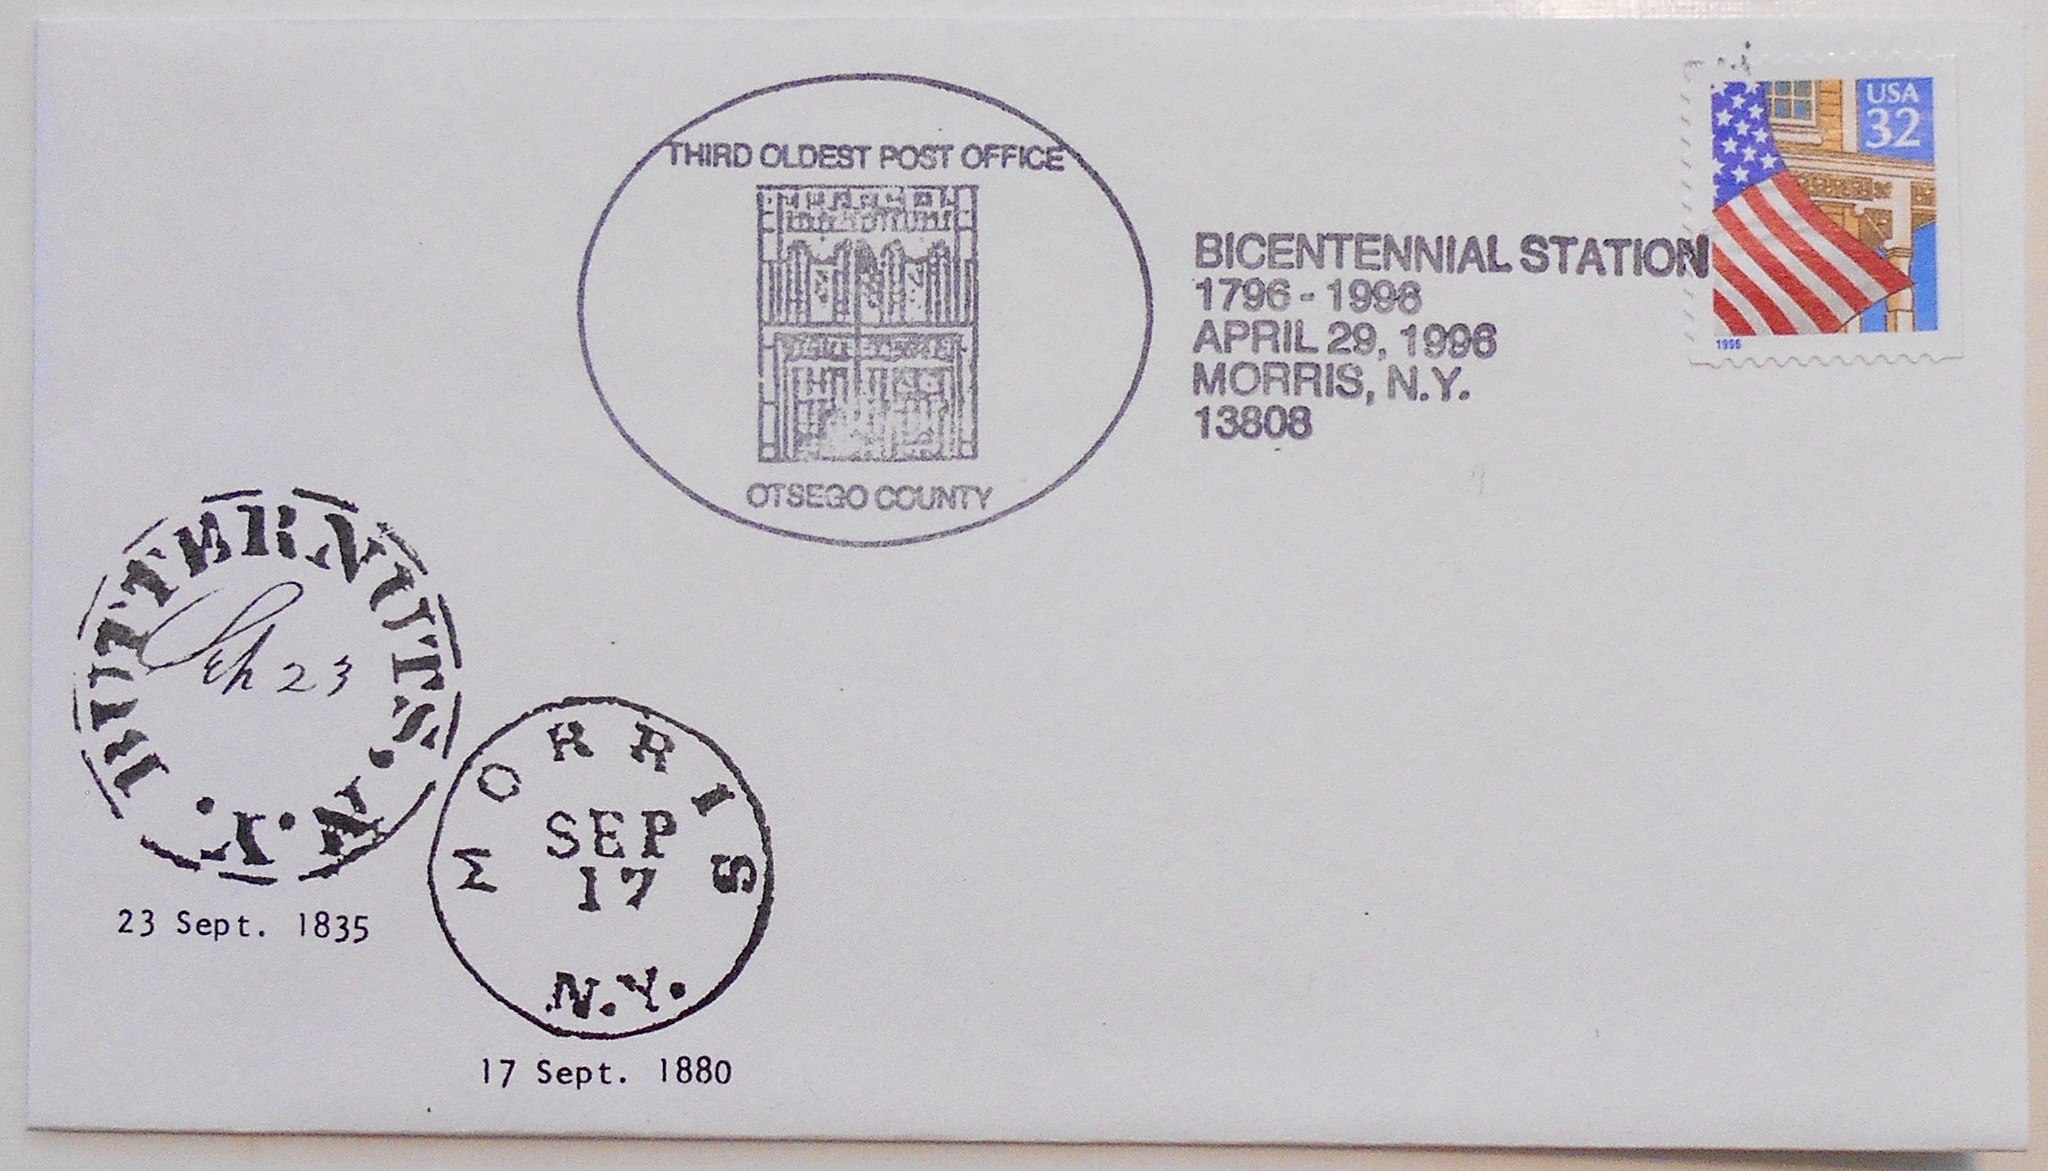 THIRD OLDEST POST OFFICE
OTSEGO COUNTY
BICENTENNIAL STATION
1796 - 1996
APRIL 29, 1996
MORRIS, N.Y.
13808
USA
32
1996
BUTTERNUTS. N.Y.
23
23 Sept. 1835
MORRIS
SEP
17
N.Y.
17 Sept. 1880